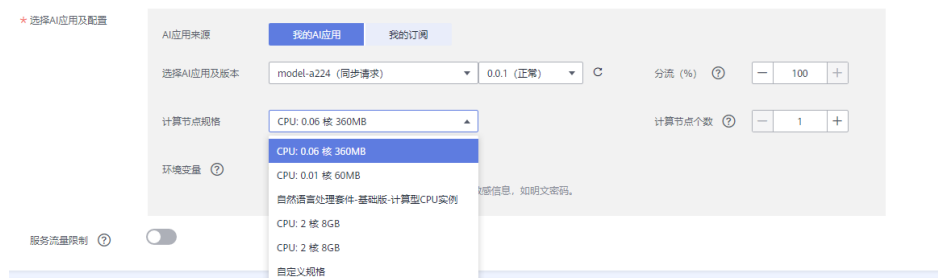 * 选择AI应用及配置
AI应用来源 我的AI应用 我的订阅
选择AI应用及版本 model-a224（同步请求） 0.0.1（正常） 分流（%） ? — 100 +
计算节点规格 CPU: 0.06 核 360MB 计算节点个数 ? — 1 +
CPU: 0.06 核 360MB
环境变量 ?
CPU: 0.01 核 60MB
感信息，如明文密码。
自然语言处理套件-基础版-计算型CPU实例
CPU: 2 核 8GB
服务流量限制 ?
CPU: 2 核 8GB
自定义规格